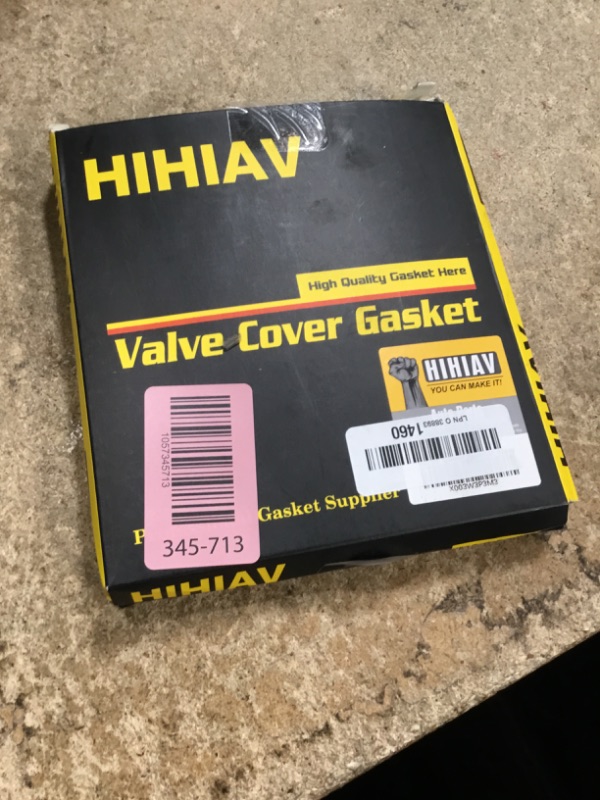 HIHIAV
High Quality Gasket Here
Valve Cover Gasket
HIHIAV
YOU CAN MAKE IT!
1057345713
345-713
1460
Gasket Supplier
HIHIAV
HIHIAV